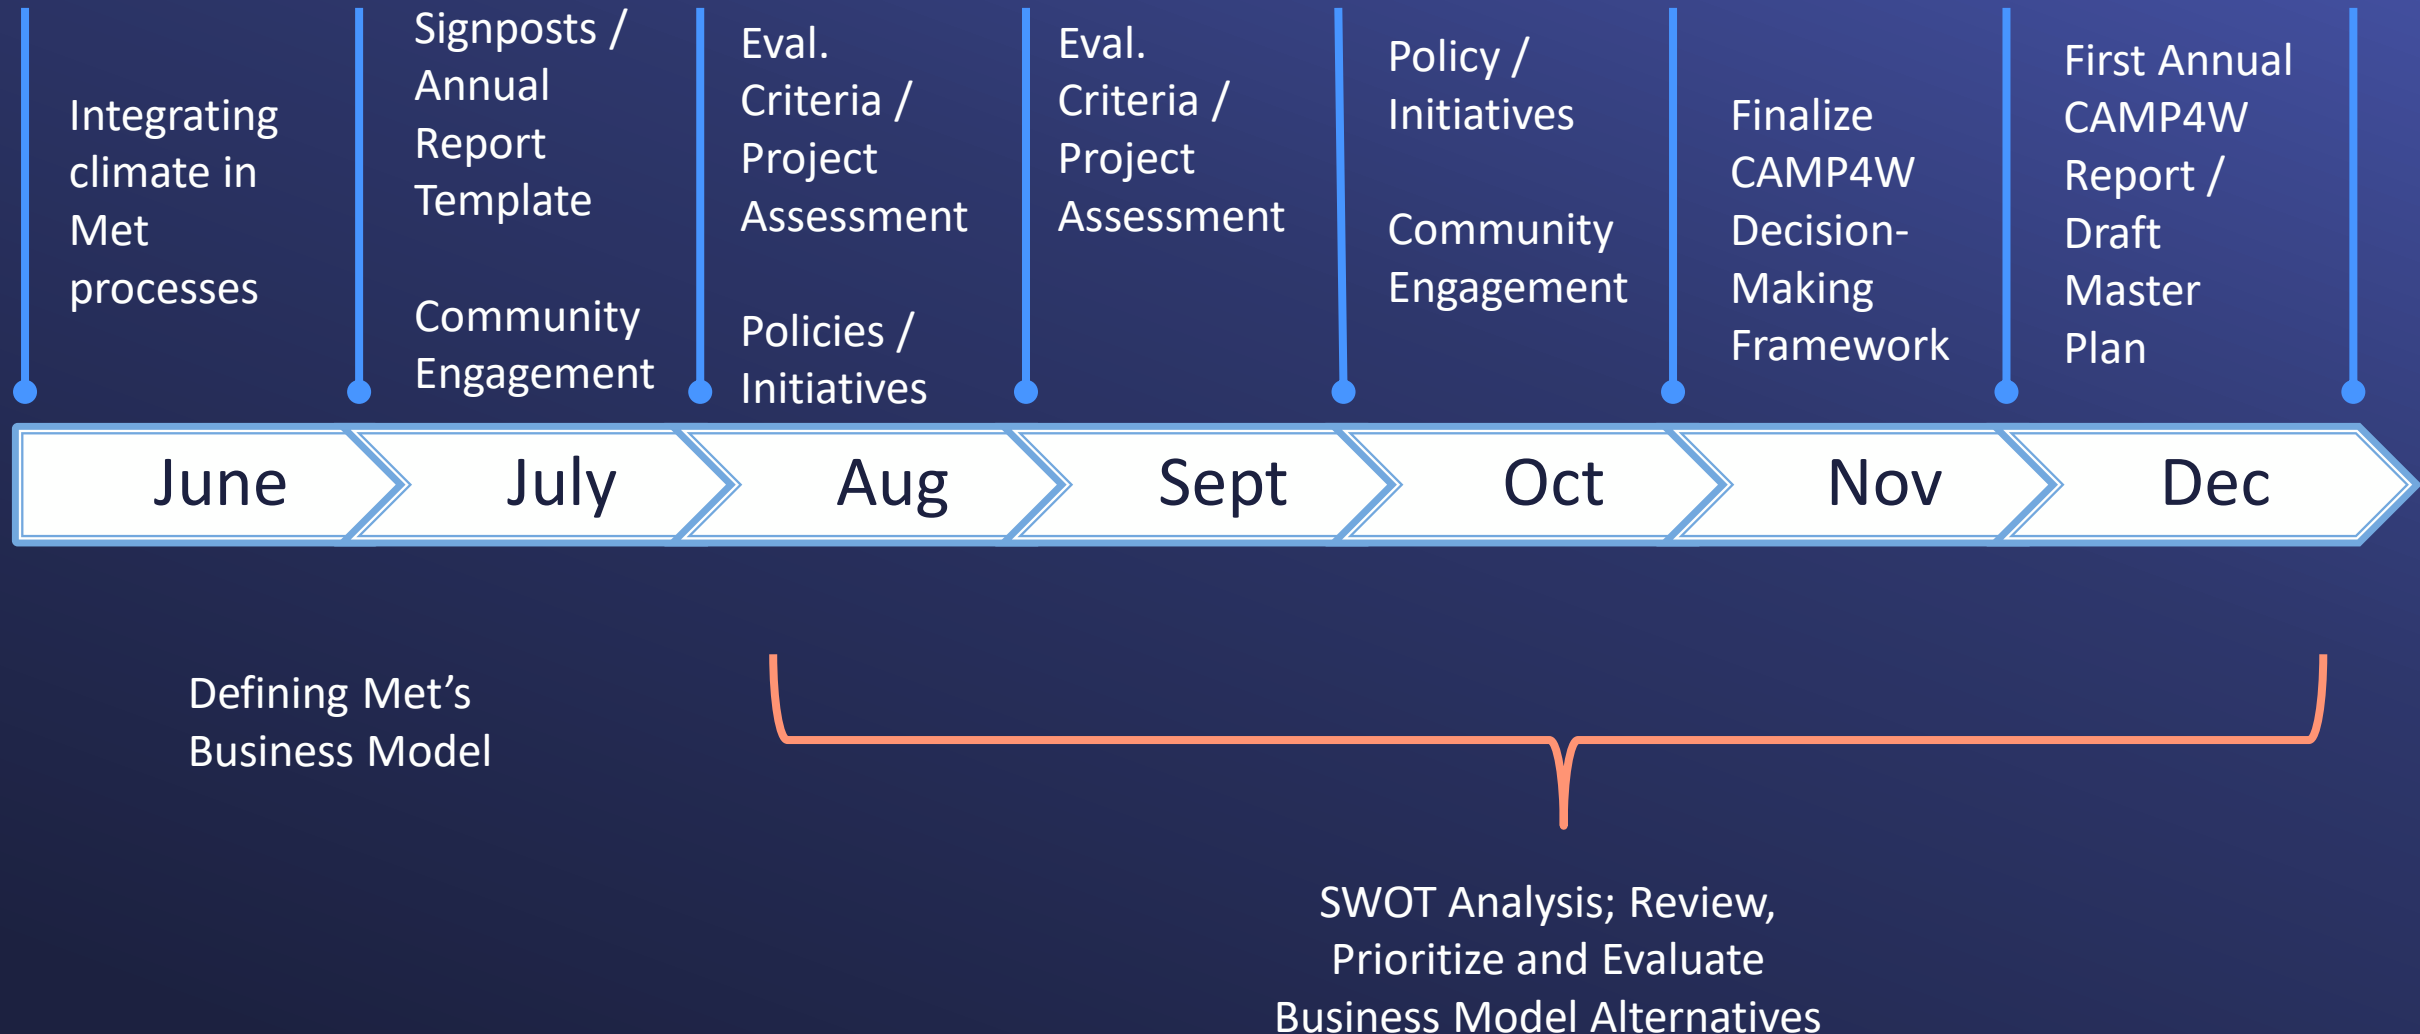 Integrating
climate in
Met
processes
Signposts /
Annual
Report
Template
Community
Engagement
Eval.
Criteria /
Project
Assessment
Policies /
Initiatives
Eval.
Criteria /
Project
Assessment
Policy /
Initiatives
Community
Engagement
Finalize
CAMP4W
Decision-
Making
Framework
First Annual
CAMP4W
Report /
Draft
Master
Plan
June
July
Aug
Sept
Oct
Nov
Dec
Defining Met’s
Business Model
SWOT Analysis; Review,
Prioritize and Evaluate
Business Model Alternatives